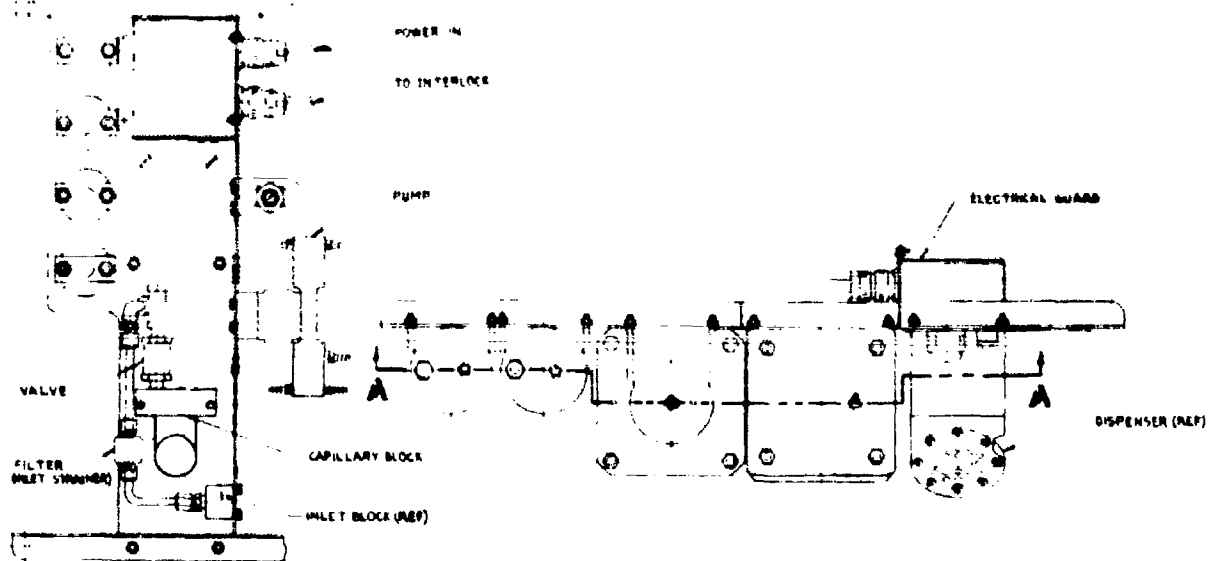 POWER IN
TO INTERLOCK
PUMP
ELECTRICAL GUARD
VALVE
A
A
DISPENSER (REF)
CAPILLARY BLOCK
FILTER
(INLET STRAINER)
INLET BLOCK (REF)